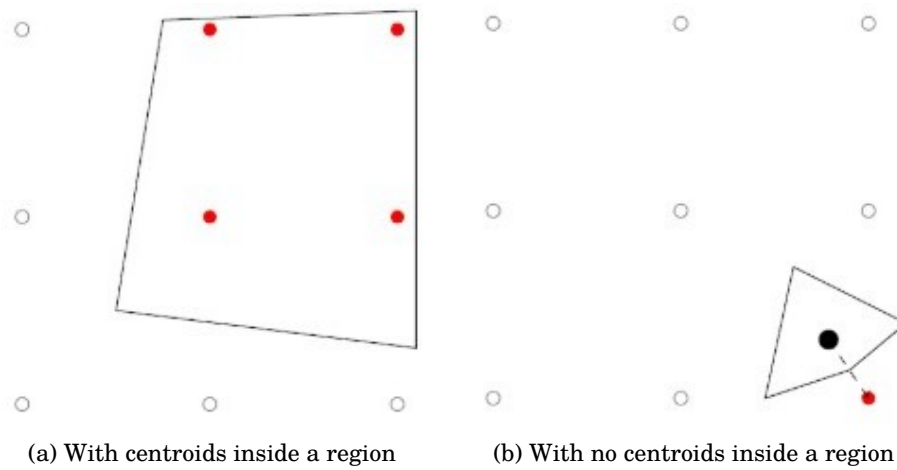 (a) With centroids inside a region
(b) With no centroids inside a region